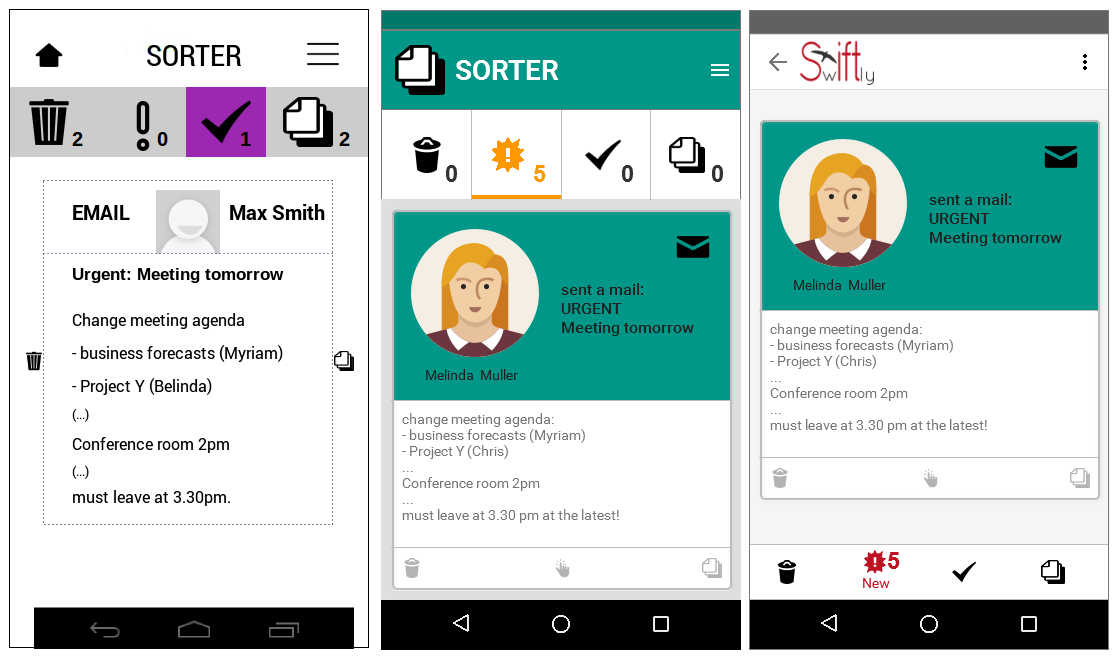 SORTER
2
0
1
2
EMAIL
Max Smith
Urgent: Meeting tomorrow
Change meeting agenda
- business forecasts (Myriam)
- Project Y (Belinda)
(...)
Conference room 2pm
(...)
must leave at 3.30pm.
SORTER
0
5
0
0
sent a mail:
URGENT
Meeting tomorrow
Melinda Muller
change meeting agenda:
- business forecasts (Myriam)
- Project Y (Chris)
...
Conference room 2pm
...
must leave at 3.30 pm at the latest!
Swiftly
sent a mail:
URGENT
Meeting tomorrow
Melinda Muller
change meeting agenda:
- business forecasts (Myriam)
- Project Y (Chris)
...
Conference room 2pm
...
must leave at 3.30 pm at the latest!
5
New